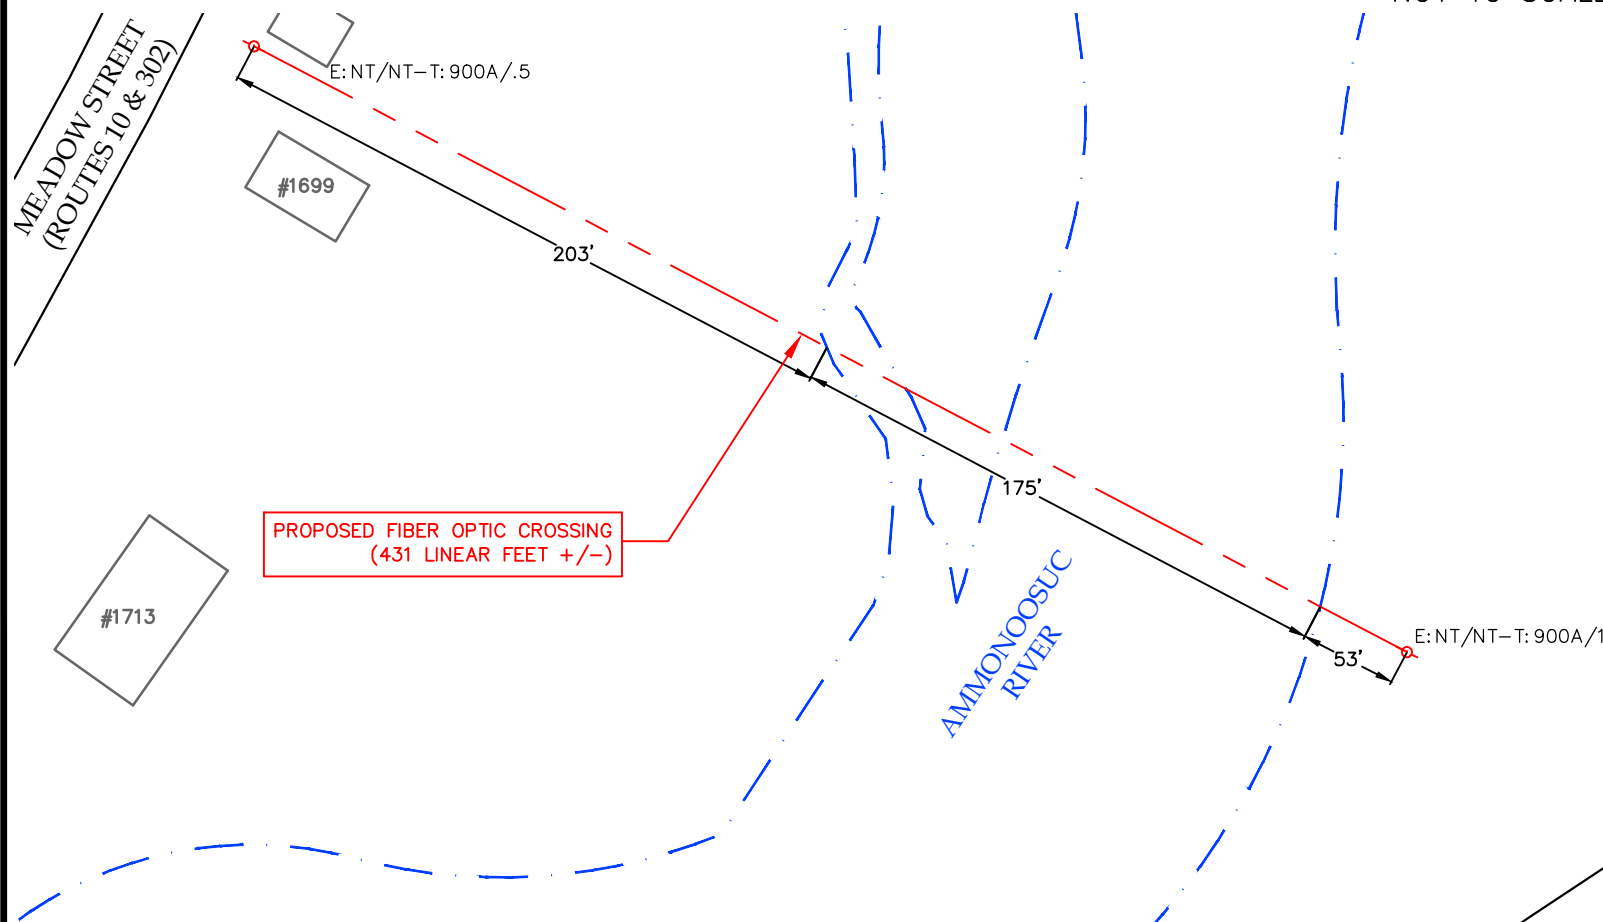 MEADOW STREET
(ROUTES 10 & 302)
E:NT/NT-T:900A/.5
#1699
203'
175'
PROPOSED FIBER OPTIC CROSSING
(431 LINEAR FEET +/-)
#1713
AMMONOOSUC
RIVER
E:NT/NT-T:900A/1
53'